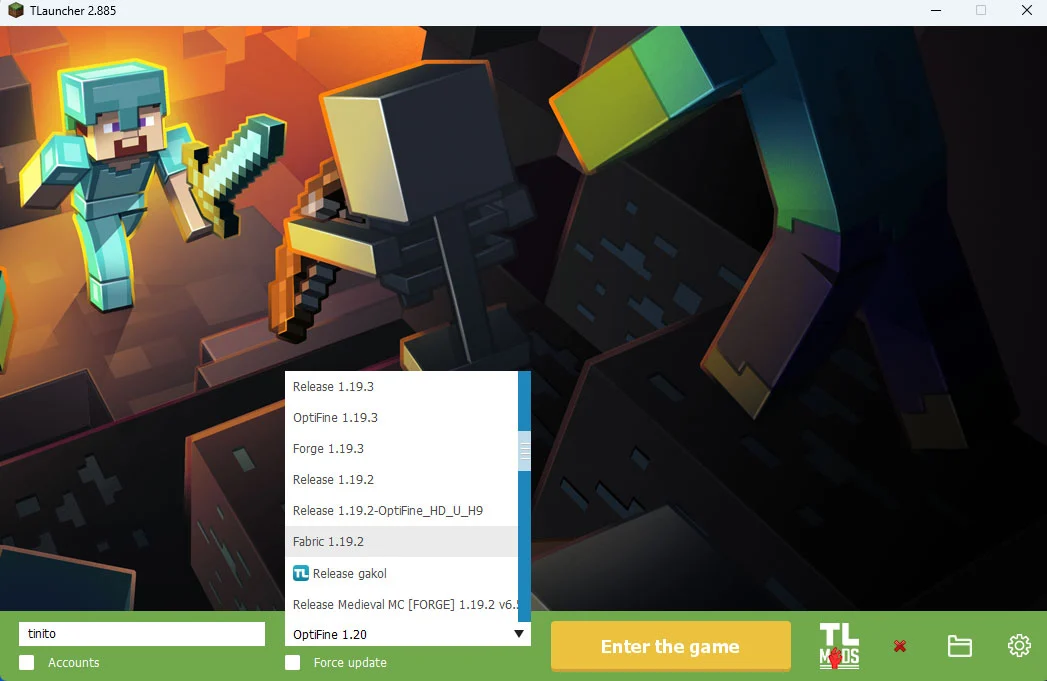 TLauncher 2.885
Release 1.19.3
OptiFine 1.19.3
Forge 1.19.3
Release 1.19.2
Release 1.19.2-OptiFine_HD_U_H9
Fabric 1.19.2
TL Release gakol
Release Medieval MC [FORGE] 1.19.2 v6.5
tinito
OptiFine 1.20
Enter the game
TL
MODS
Accounts
Force update